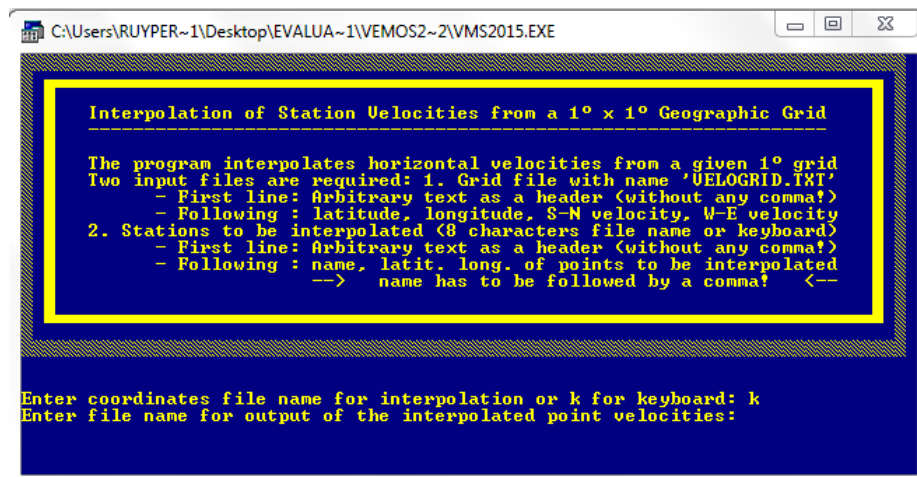 C:\Users\RUYPER~1\Desktop\EVALUA~1\VEMOS2~2\VMS2015.EXE
Interpolation of Station Velocities from a 1º x 1º Geographic Grid
------------------------------------------------------------------
The program interpolates horizontal velocities from a given 1º grid
Two input files are required: 1. Grid file with name 'VELOGRID.TXT'
- First line: Arbitrary text as a header (without any comma!)
- Following : latitude, longitude, S-N velocity, W-E velocity
2. Stations to be interpolated (8 characters file name or keyboard)
- First line: Arbitrary text as a header (without any comma!)
- Following : name, latit. long. of points to be interpolated
--> name has to be followed by a comma! <--
Enter coordinates file name for interpolation or k for keyboard: k
Enter file name for output of the interpolated point velocities: